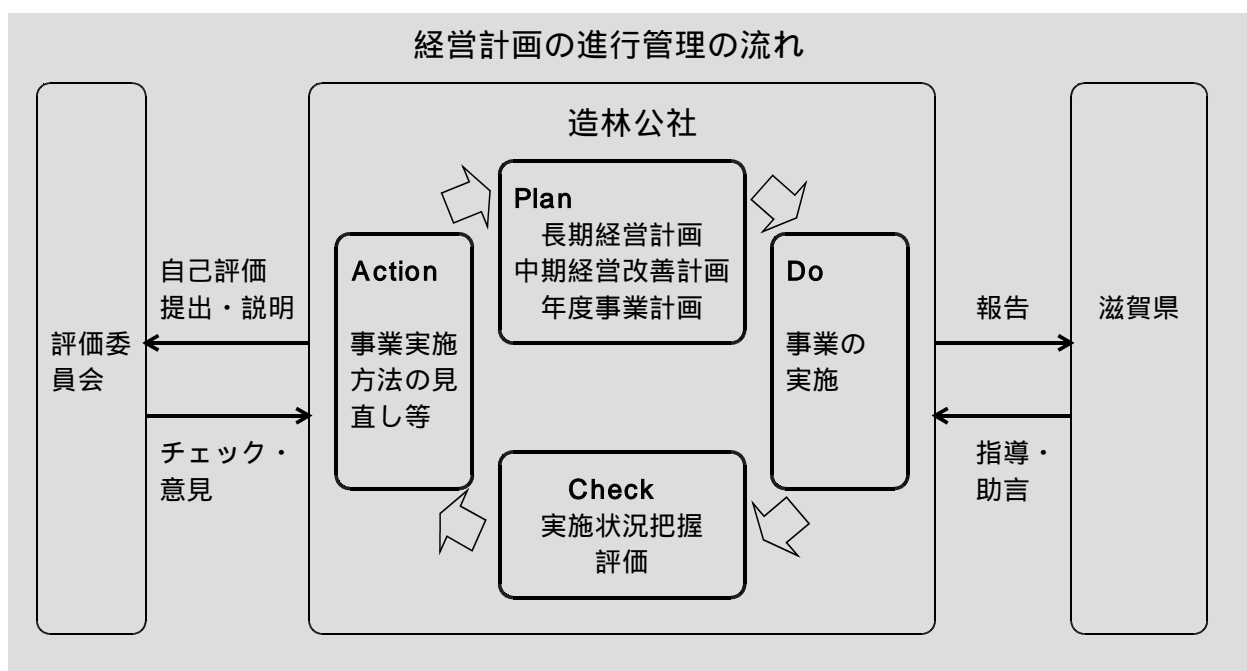 経営計画の進行管理の流れ
造林公社
Plan
長期経営計画
中期経営改善計画
年度事業計画
Action
事業実施
方法の見
直し等
Do
事業の
実施
Check
実施状況把握
評価
自己評価
提出・説明
評価委
員会
チェック・
意見
報告
滋賀県
指導・
助言